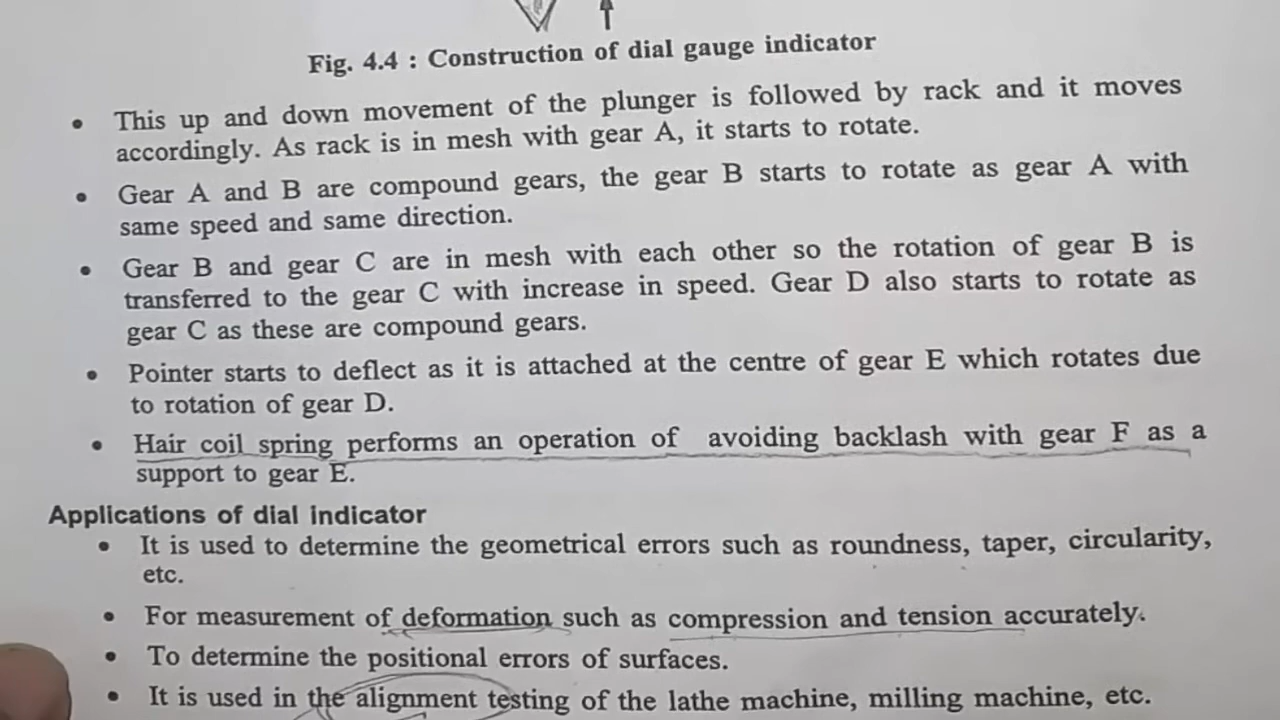 Fig. 4.4 : Construction of dial gauge indicator
• This up and down movement of the plunger is followed by rack and it moves
accordingly. As rack is in mesh with gear A, it starts to rotate.
• Gear A and B are compound gears, the gear B starts to rotate as gear A with
same speed and same direction.
• Gear B and gear C are in mesh with each other so the rotation of gear B is
transferred to the gear C with increase in speed. Gear D also starts to rotate as
gear C as these are compound gears.
• Pointer starts to deflect as it is attached at the centre of gear E which rotates due
to rotation of gear D.
• Hair coil spring performs an operation of avoiding backlash with gear F as a
support to gear E.
Applications of dial indicator
• It is used to determine the geometrical errors such as roundness, taper, circularity,
etc.
• For measurement of deformation such as compression and tension accurately.
• To determine the positional errors of surfaces.
• It is used in the alignment testing of the lathe machine, milling machine, etc.